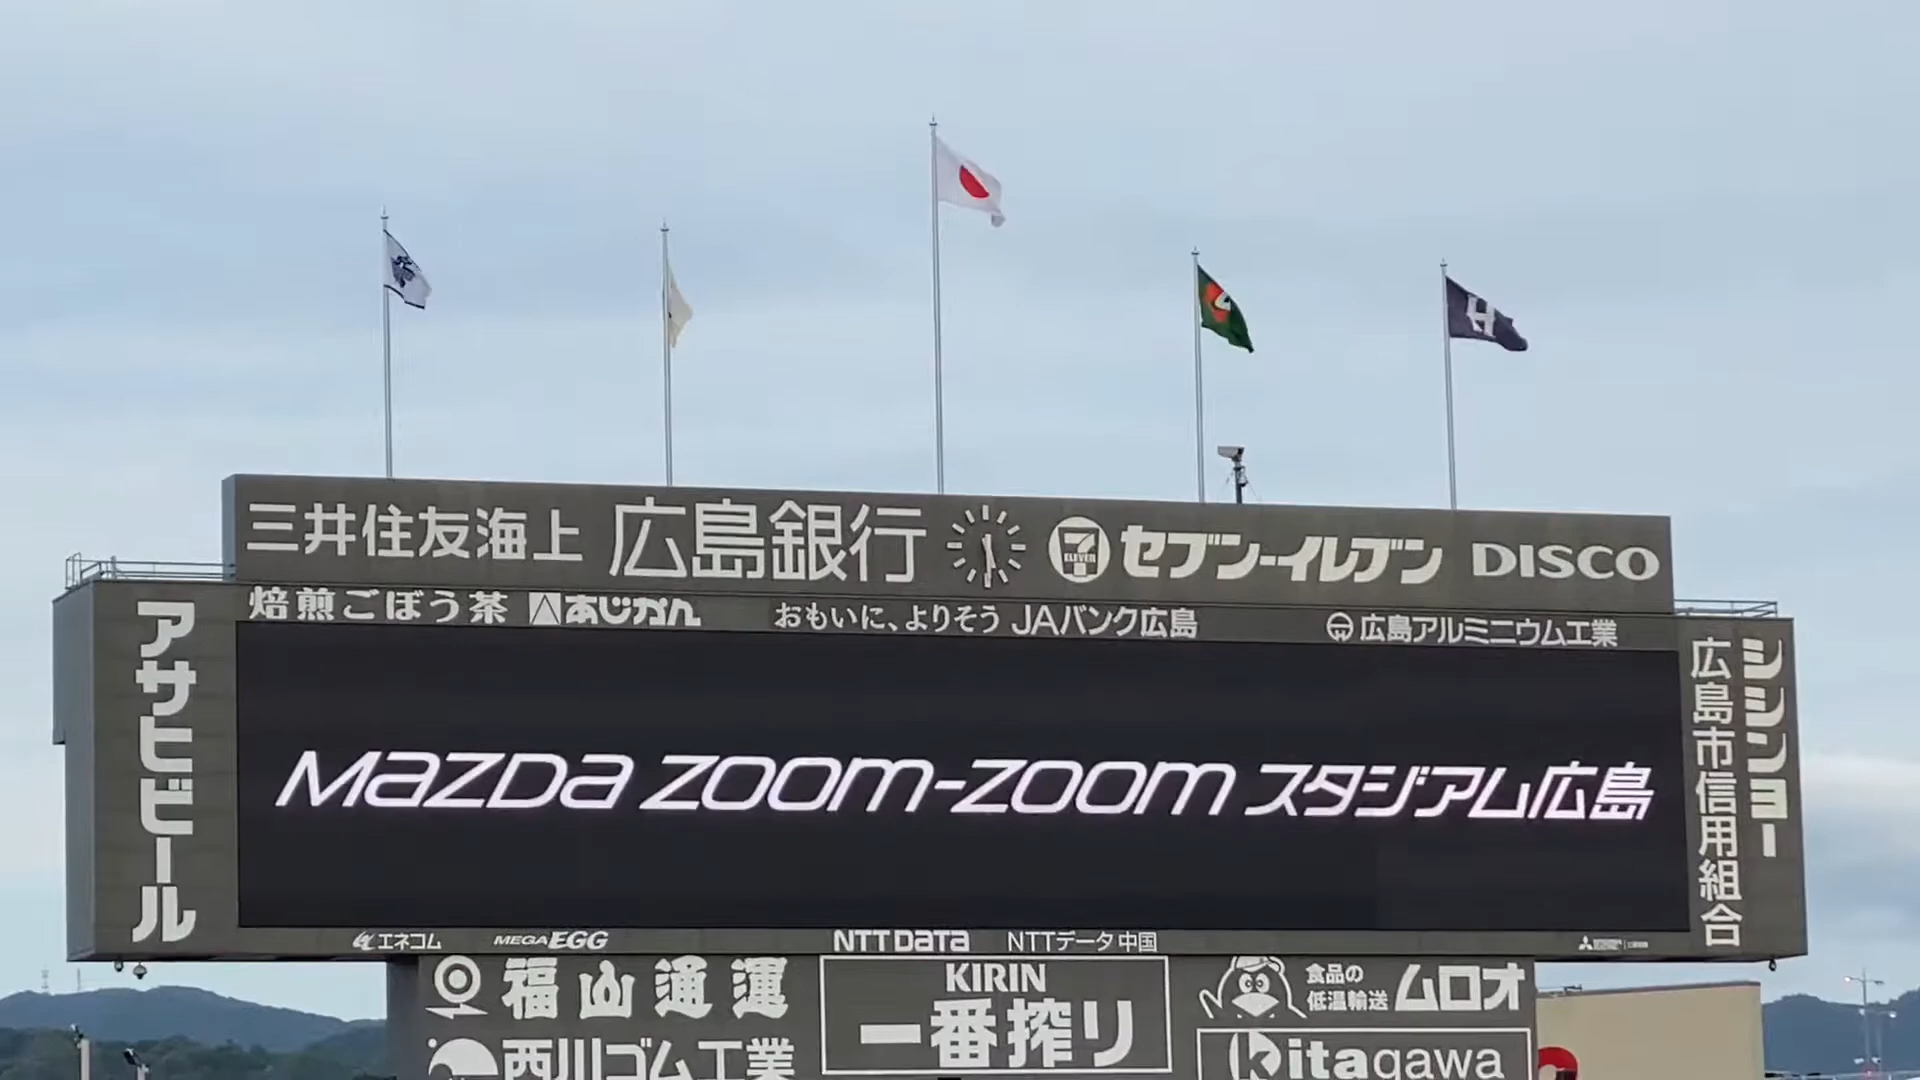 三井住友海上 広島銀行 7 ELEVEN セブン-イレブン DISCO
焙煎ごぼう茶 あじかん おもいに、よりそう JAバンク広島 広島アルミニウム工業
アサヒビール
MAZDA ZOOM-ZOOM スタジアム広島
広島市信用組合
シシンヨー
エネコム MEGA EGG NTT DATA NTTデータ中国
福山通運 KIRIN 一番搾り 食品の低温輸送 ムロオ
西川ゴム工業 Kitagawa
H